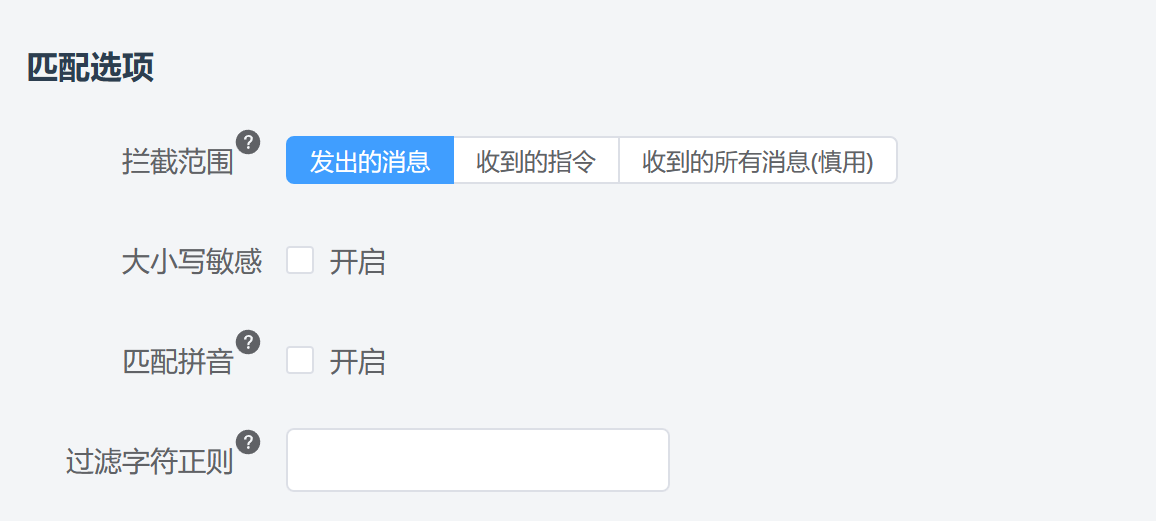 匹配选项
拦截范围 ? 发出的消息 收到的指令 收到的所有消息(慎用)
大小写敏感 开启
匹配拼音 ? 开启
过滤字符正则 ?